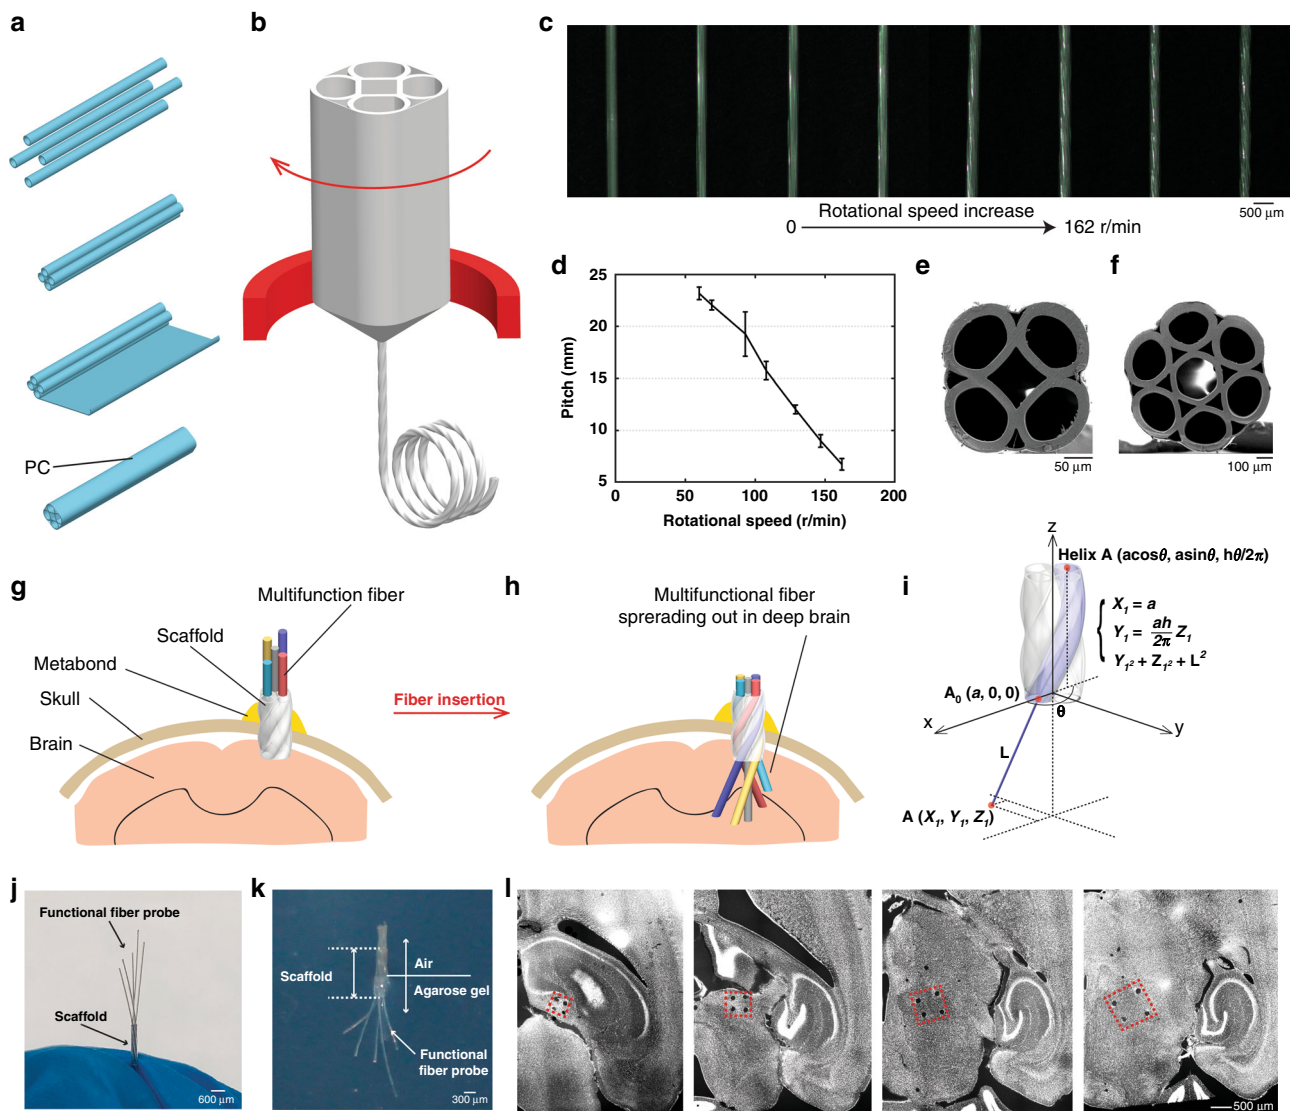 a
PC
b
c
0
Rotational speed increase
162 r/min
500 μm
d
Pitch (mm)
25
20
15
10
5
0
50
100
150
200
Rotational speed (r/min)
e
50 μm
f
100 μm
g
Multifunction fiber
Scaffold
Metabond
Skull
Brain
Fiber insertion
h
Multifunctional fiber
sprerading out in deep brain
i
z
Helix A (acosθ, asinθ, hθ/2π)
X₁ = a
Y₁ = ah/2π Z₁
Y₁² + Z₁² + L²
A₀ (a, 0, 0)
θ
x
y
L
A (X₁, Y₁, Z₁)
j
Functional fiber probe
Scaffold
600 μm
k
Scaffold
Air
Agarose gel
Functional
fiber probe
300 μm
l
500 μm